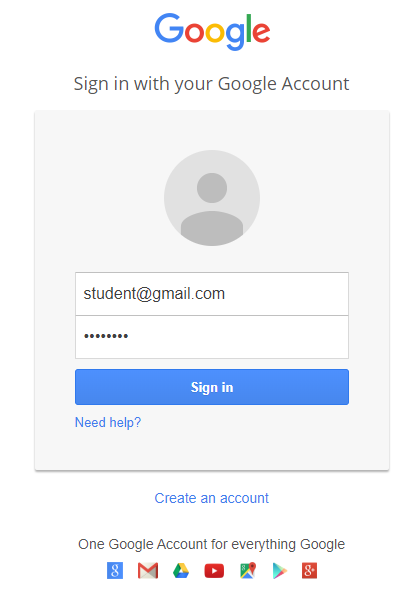 Google
Sign in with your Google Account
student@gmail.com
••••••••
Sign in
Need help?
Create an account
One Google Account for everything Google